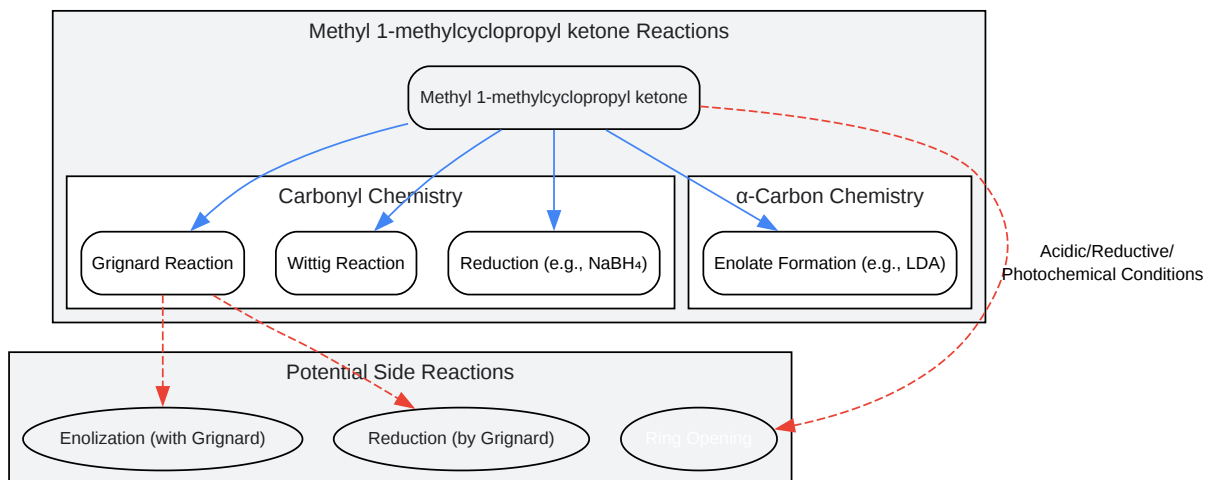 Methyl 1-methylcyclopropyl ketone Reactions
Methyl 1-methylcyclopropyl ketone
Carbonyl Chemistry
α-Carbon Chemistry
Grignard Reaction
Wittig Reaction
Reduction (e.g., NaBH₄)
Enolate Formation (e.g., LDA)
Acidic/Reductive/
Photochemical Conditions
Potential Side Reactions
Enolization (with Grignard)
Reduction (by Grignard)
Ring Opening